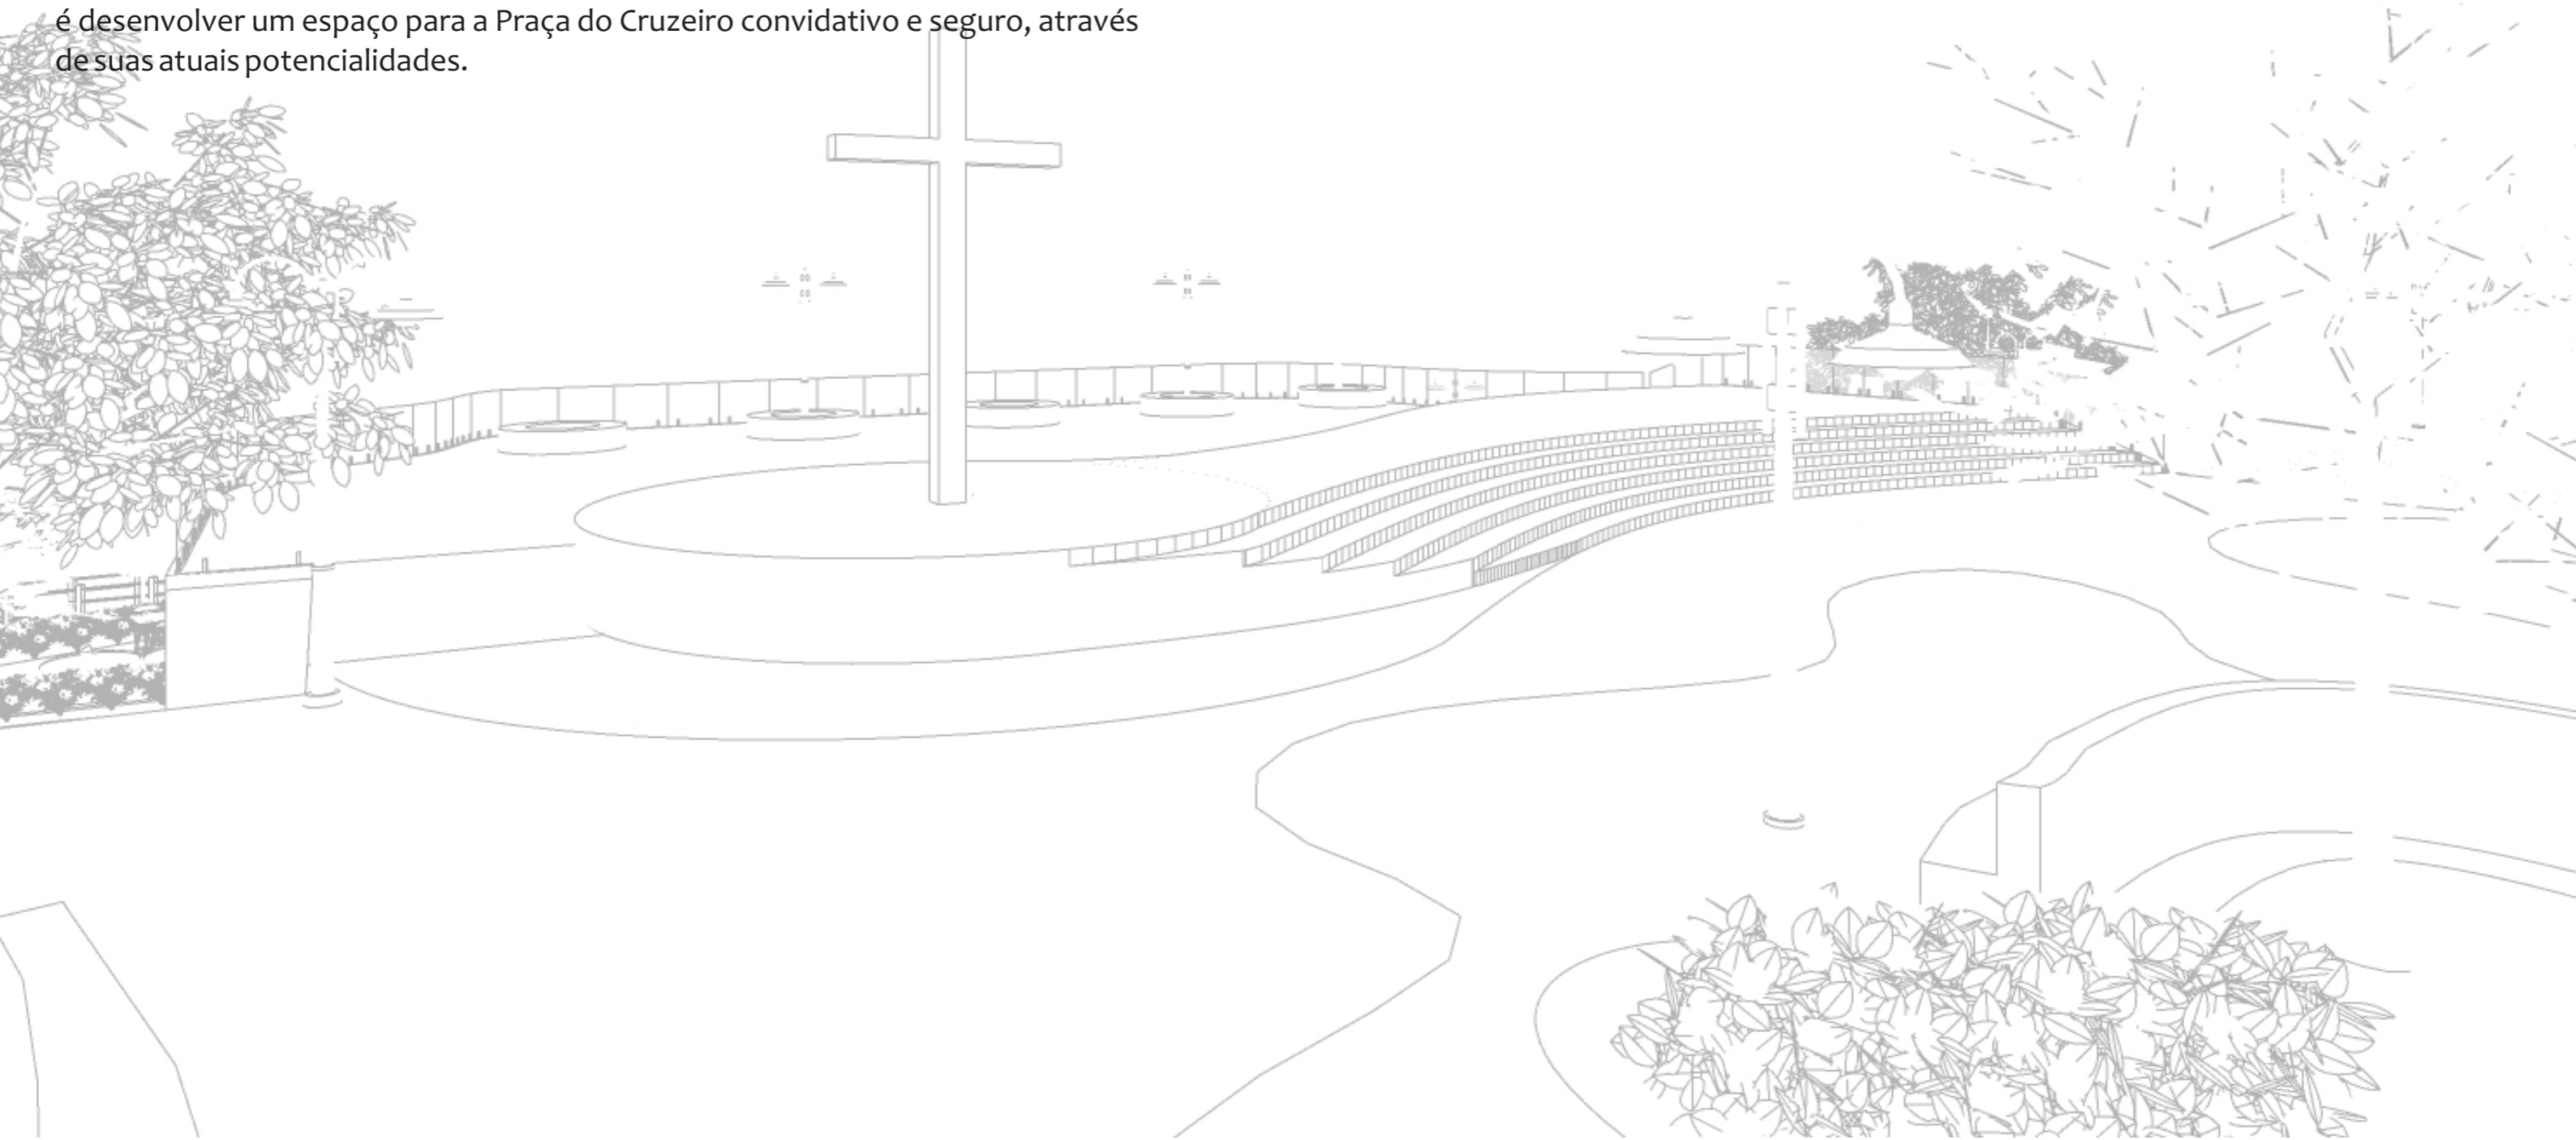 é desenvolver um espaço para a Praça do Cruzeiro convidativo e seguro, através
de suas atuais potencialidades.